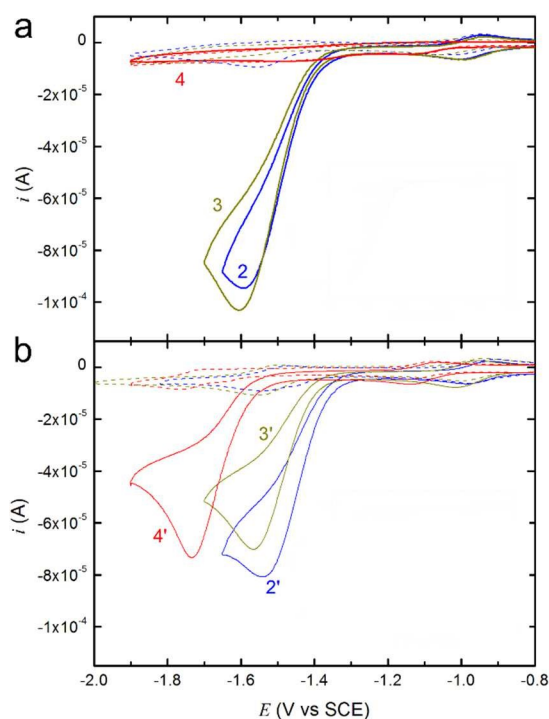 a
0
-2x10⁻⁵
-4x10⁻⁵
-6x10⁻⁵
-8x10⁻⁵
-1x10⁻⁴
i (A)
4
3
2
b
0
-2x10⁻⁵
-4x10⁻⁵
-6x10⁻⁵
-8x10⁻⁵
-1x10⁻⁴
i (A)
3'
4'
2'
-2.0 -1.8 -1.6 -1.4 -1.2 -1.0 -0.8
E (V vs SCE)